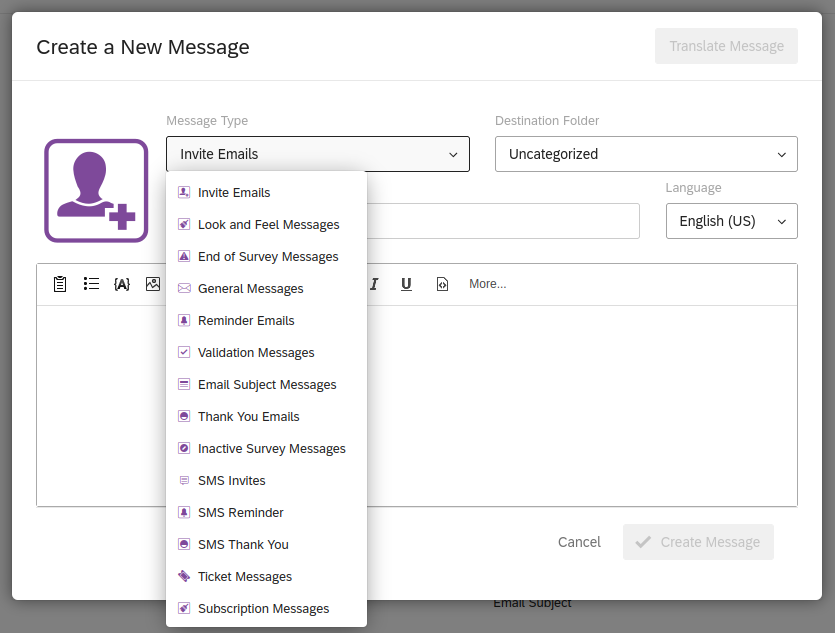 Create a New Message
Translate Message
Message Type
Destination Folder
Invite Emails
Uncategorized
Language
English (US)
Invite Emails
Look and Feel Messages
End of Survey Messages
General Messages
Reminder Emails
Validation Messages
Email Subject Messages
Thank You Emails
Inactive Survey Messages
SMS Invites
SMS Reminder
SMS Thank You
Ticket Messages
Subscription Messages
{A}
I
U
More...
Cancel
Create Message
Email Subject